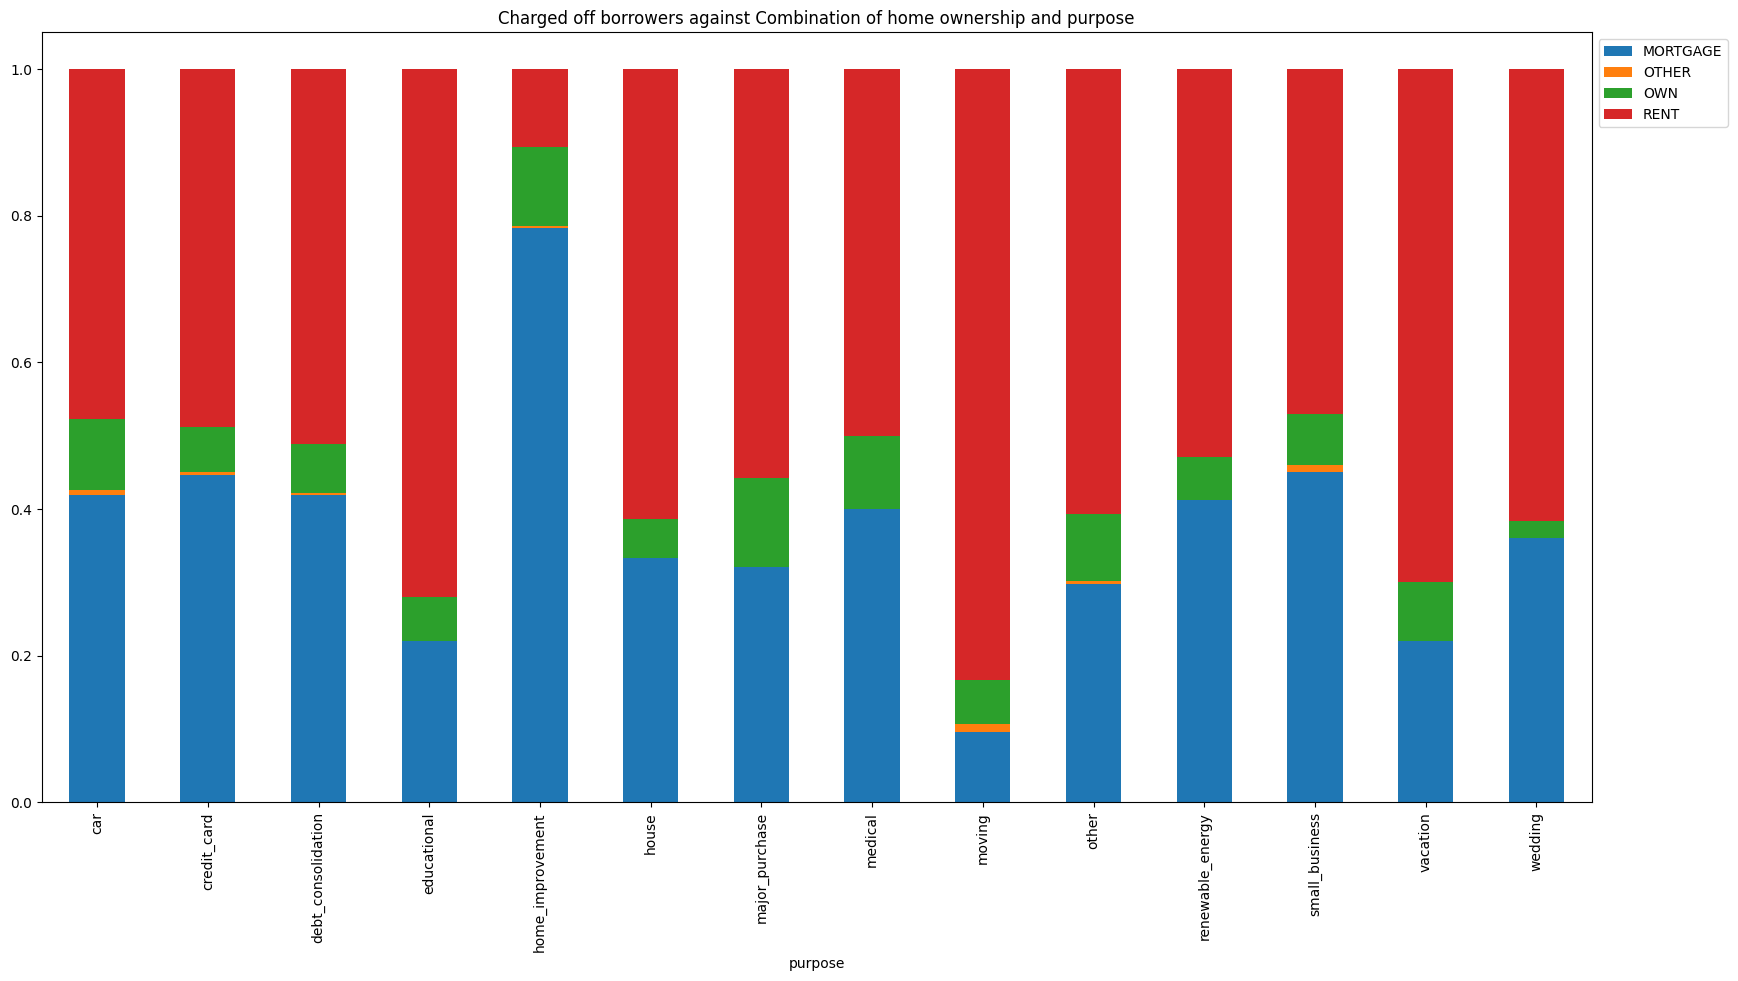 Charged off borrowers against Combination of home ownership and purpose
MORTGAGE
OTHER
OWN
RENT
1.0
0.8
0.6
0.4
0.2
0.0
car
credit_card
debt_consolidation
educational
home_improvement
house
major_purchase
medical
moving
other
renewable_energy
small_business
vacation
wedding
purpose